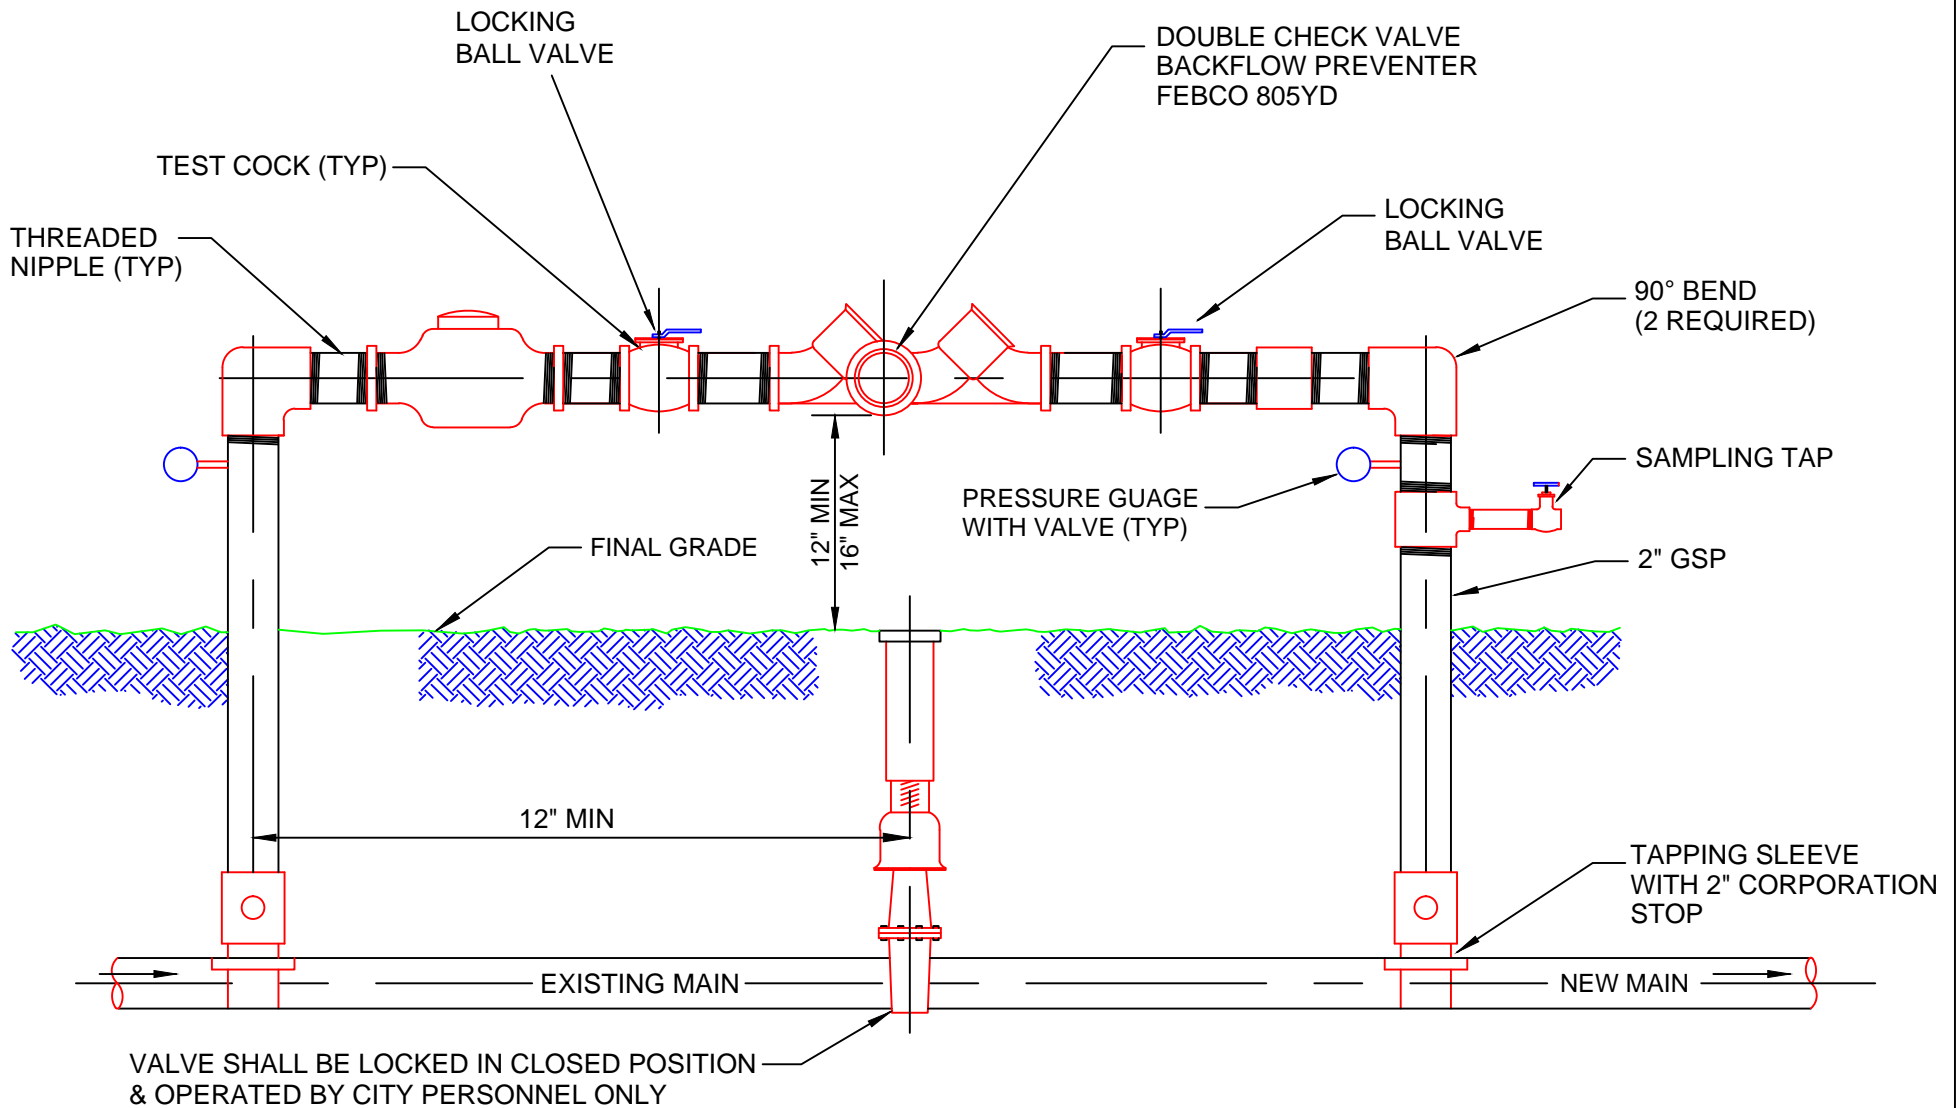 LOCKING
BALL VALVE
DOUBLE CHECK VALVE
BACKFLOW PREVENTER
FEBCO 805YD
TEST COCK (TYP)
THREADED
NIPPLE (TYP)
LOCKING
BALL VALVE
90° BEND
(2 REQUIRED)
SAMPLING TAP
PRESSURE GUAGE
WITH VALVE (TYP)
12" MIN
16" MAX
FINAL GRADE
2" GSP
12" MIN
TAPPING SLEEVE
WITH 2" CORPORATION
STOP
EXISTING MAIN
NEW MAIN
VALVE SHALL BE LOCKED IN CLOSED POSITION
& OPERATED BY CITY PERSONNEL ONLY